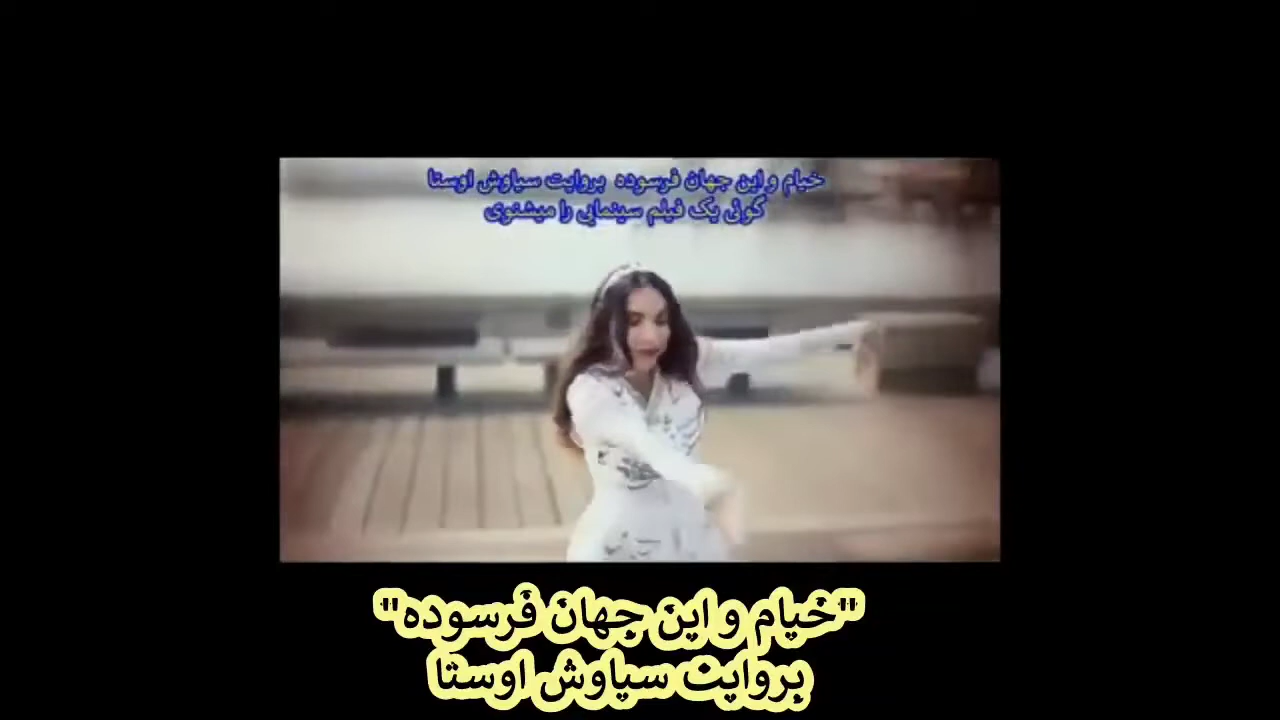 خیام و این جهان فرسوده بروایت سیاوش اوستا
گوئی یک فیلم سینمایی را میشنوی
"خیام و این جهان فرسوده"
بروایت سیاوش اوستا